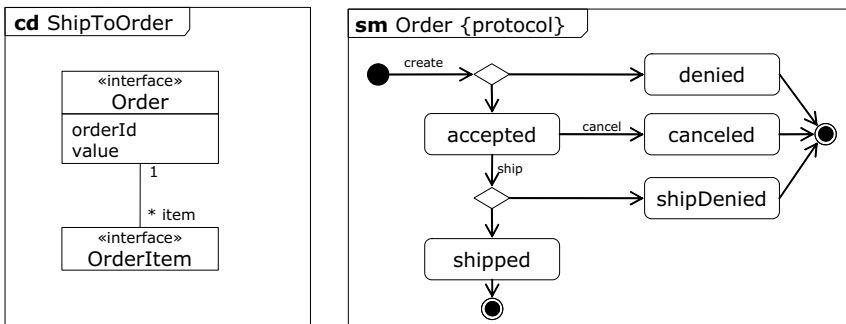 cd ShipToOrder
«interface»
Order
orderId
value
1
* item
«interface»
OrderItem
sm Order {protocol}
create
denied
accepted
cancel
canceled
ship
shipDenied
shipped